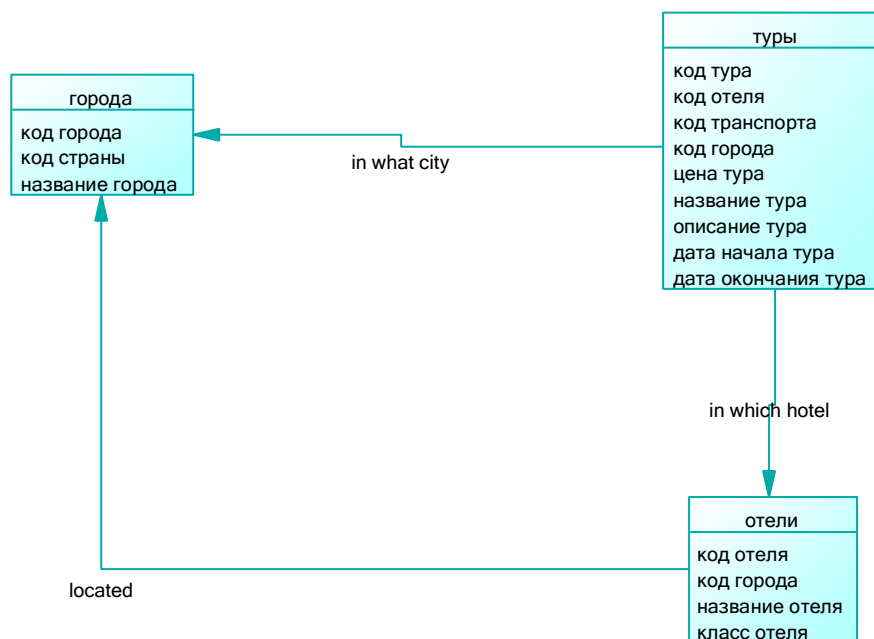 туры
код тура
код отеля
код транспорта
код города
цена тура
название тура
описание тура
дата начала тура
дата окончания тура
города
код города
код страны
название города
in what city
in which hotel
отели
код отеля
код города
название отеля
класс отеля
located